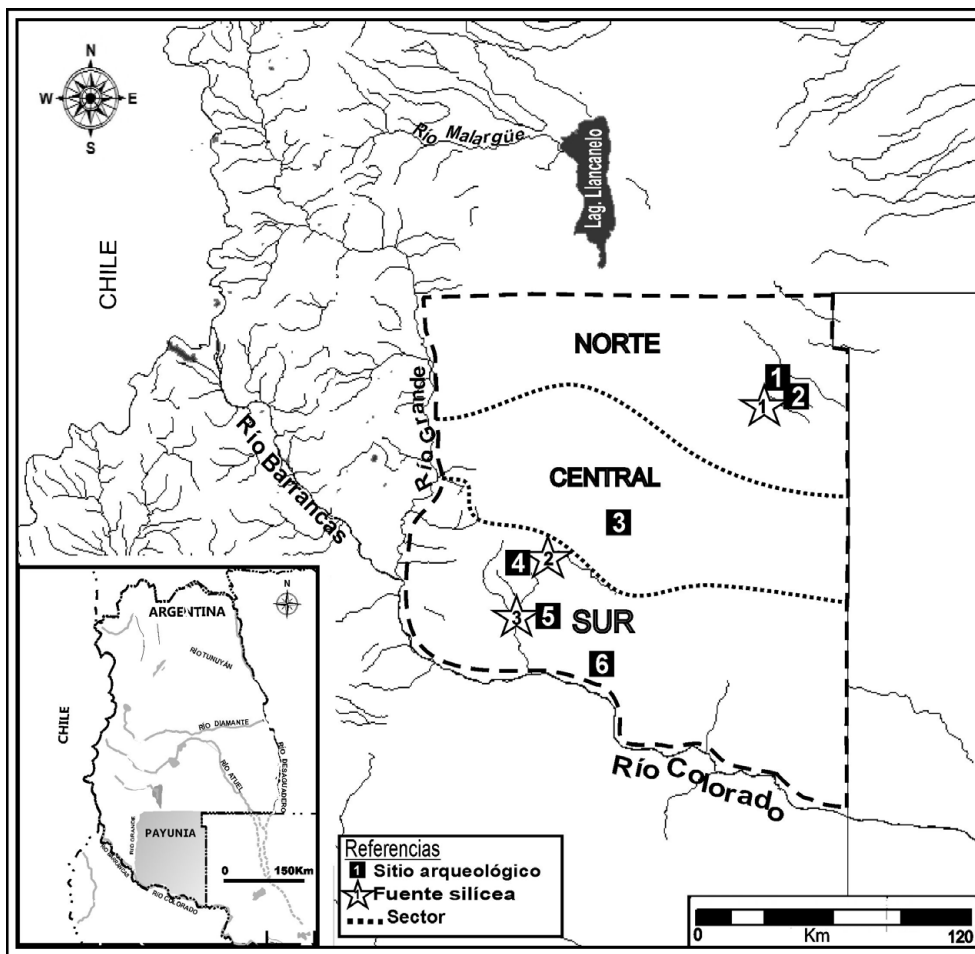 N
W E
S
Río Malargüe
Lag. Llancanelo
CHILE
NORTE
1
1 2
Río Grande
Río Barrancas
CENTRAL
3
4 2
3 5 SUR
6
Río Colorado
N
ARGENTINA
RÍO TUNUYÁN
CHILE
RÍO DIAMANTE
RÍO ATUEL
RÍO DESAGUADERO
RÍO GRANDE
PAYUNIA
RÍO BARRANCAS
RÍO COLORADO
0 150Km
Referencias
1 Sitio arqueológico
1 Fuente silícea
Sector
0 Km 120